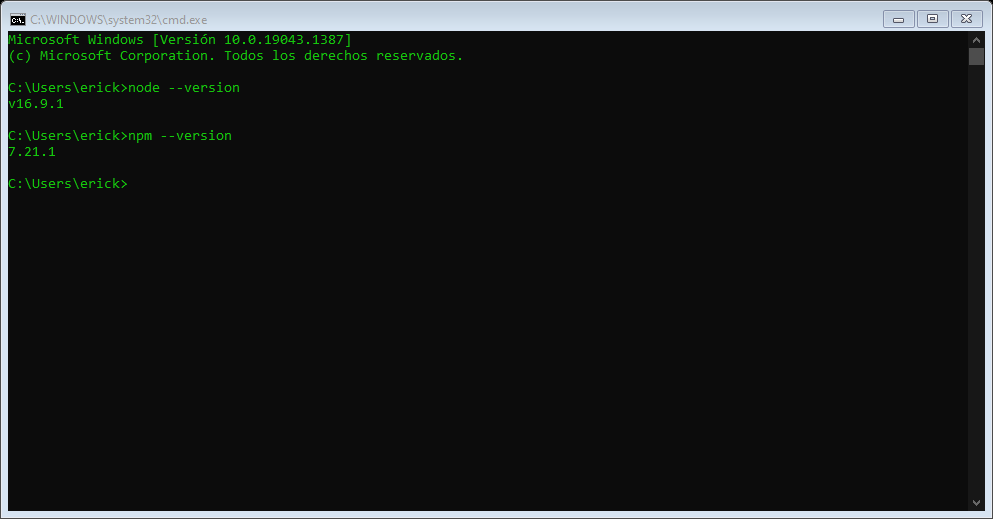 C:\WINDOWS\system32\cmd.exe
Microsoft Windows [Versión 10.0.19043.1387]
(c) Microsoft Corporation. Todos los derechos reservados.
C:\Users\erick>node --version
v16.9.1
C:\Users\erick>npm --version
7.21.1
C:\Users\erick>